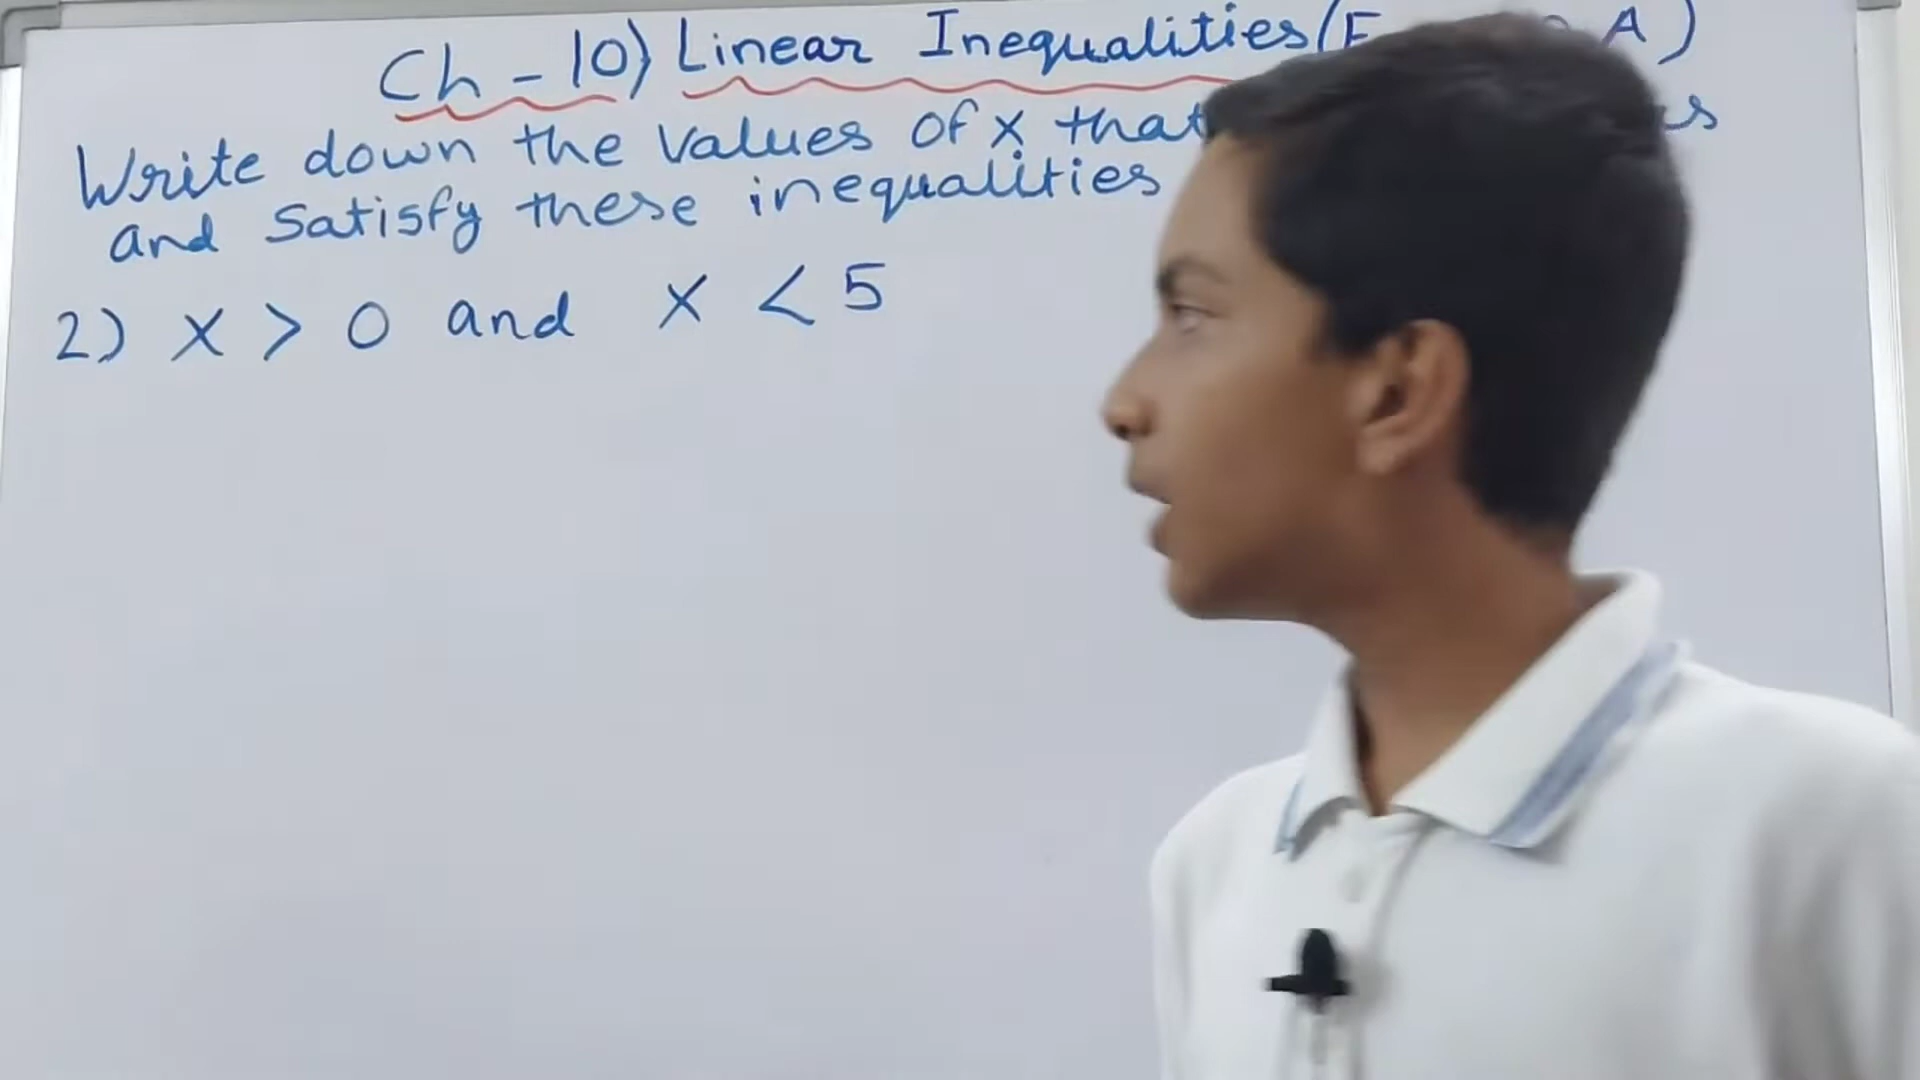 Ch - 10) Linear Inequalities (E A)
Write down the values of x that
and satisfy these inequalities
2) x > 0 and x < 5